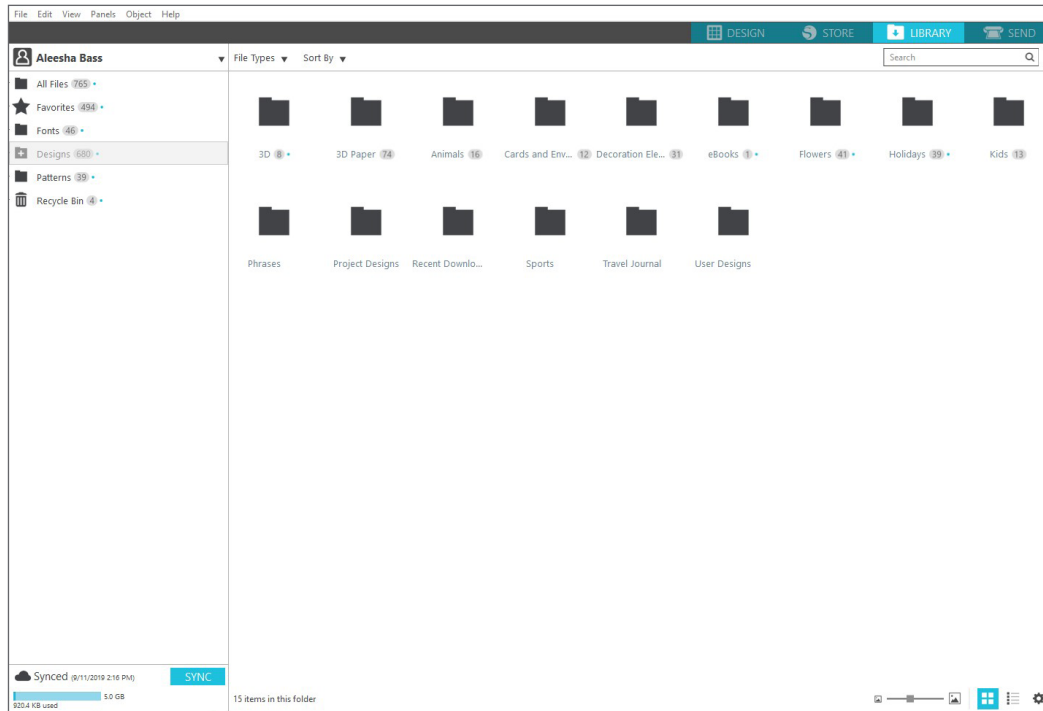 File Edit View Panels Object Help
DESIGN STORE LIBRARY SEND
Aleesha Bass
File Types Sort By Search
All Files 765
Favorites 494
Fonts 46
Designs 680
Patterns 39
Recycle Bin 4
3D 8 3D Paper 74 Animals 16 Cards and Env... 12 Decoration Ele... 31 eBooks 1 Flowers 41 Holidays 39 Kids 13
Phrases Project Designs Recent Downlo... Sports Travel Journal User Designs
Synced (9/11/2019 2:16 PM) SYNC
5.0 GB
920.4 KB used
15 items in this folder